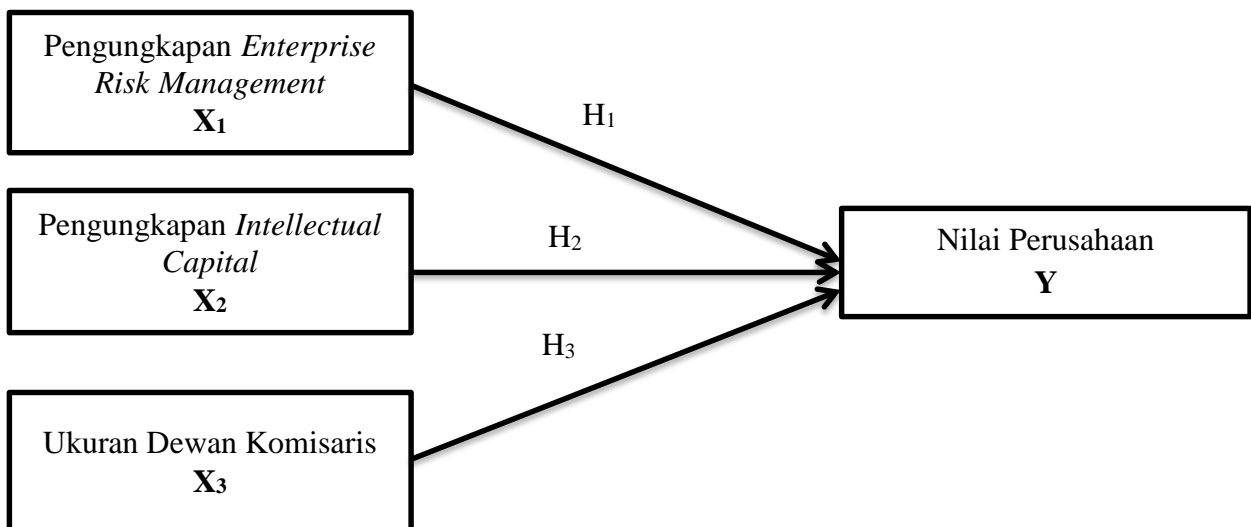 Pengungkapan Enterprise
Risk Management
X1
H1
Pengungkapan Intellectual
Capital
X2
H2
Nilai Perusahaan
Y
H3
Ukuran Dewan Komisaris
X3